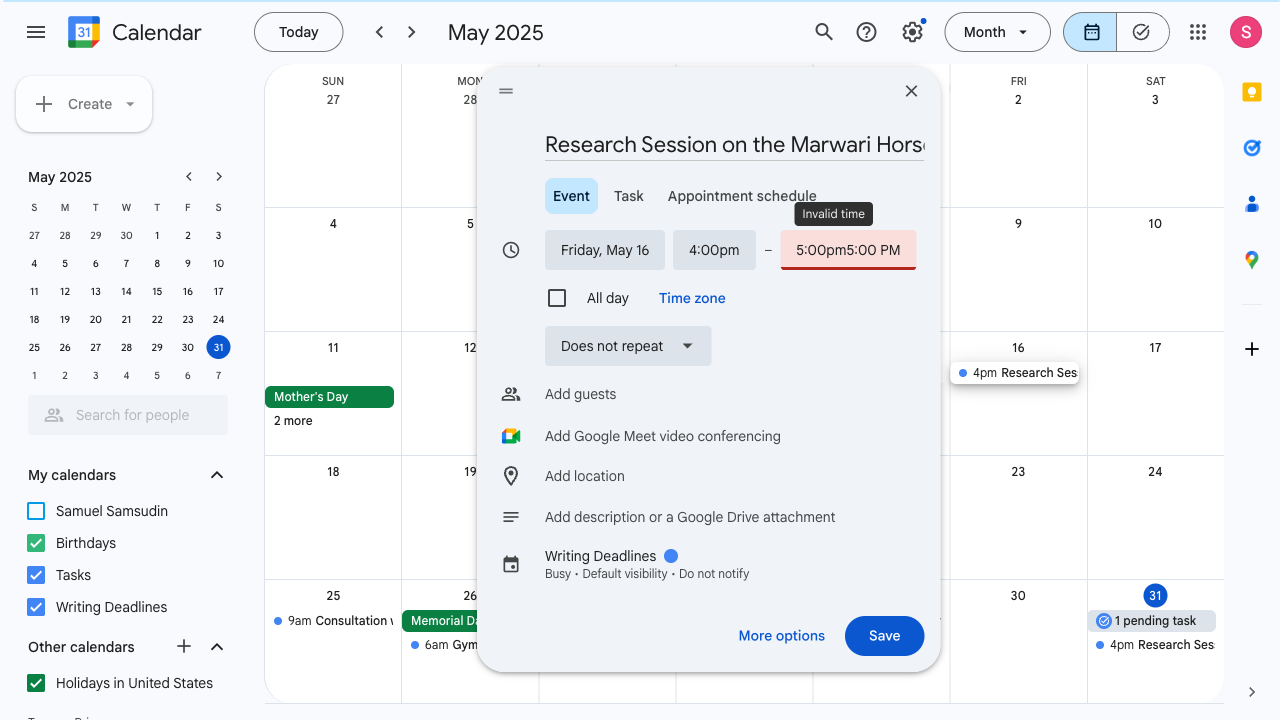 31 Calendar Today May 2025 Month S
Create
May 2025
S M T W T F S
27 28 29 30 1 2 3
4 5 6 7 8 9 10
11 12 13 14 15 16 17
18 19 20 21 22 23 24
25 26 27 28 29 30 31
1 2 3 4 5 6 7
Search for people
My calendars
Samuel Samsudin
Birthdays
Tasks
Writing Deadlines
Other calendars
Holidays in United States
SUN MON FRI SAT
27 28 2 3
4 5 9 10
11 12 16 17
4pm Research Ses
Mother's Day
2 more
18 19 23 24
25 26 30 31
9am Consultation Memorial Da 1 pending task
6am Gym 4pm Research Ses
Research Session on the Marwari Horse
Event Task Appointment schedule
Invalid time
Friday, May 16 4:00pm – 5:00pm5:00 PM
All day Time zone
Does not repeat
Add guests
Add Google Meet video conferencing
Add location
Add description or a Google Drive attachment
Writing Deadlines
Busy • Default visibility • Do not notify
More options Save